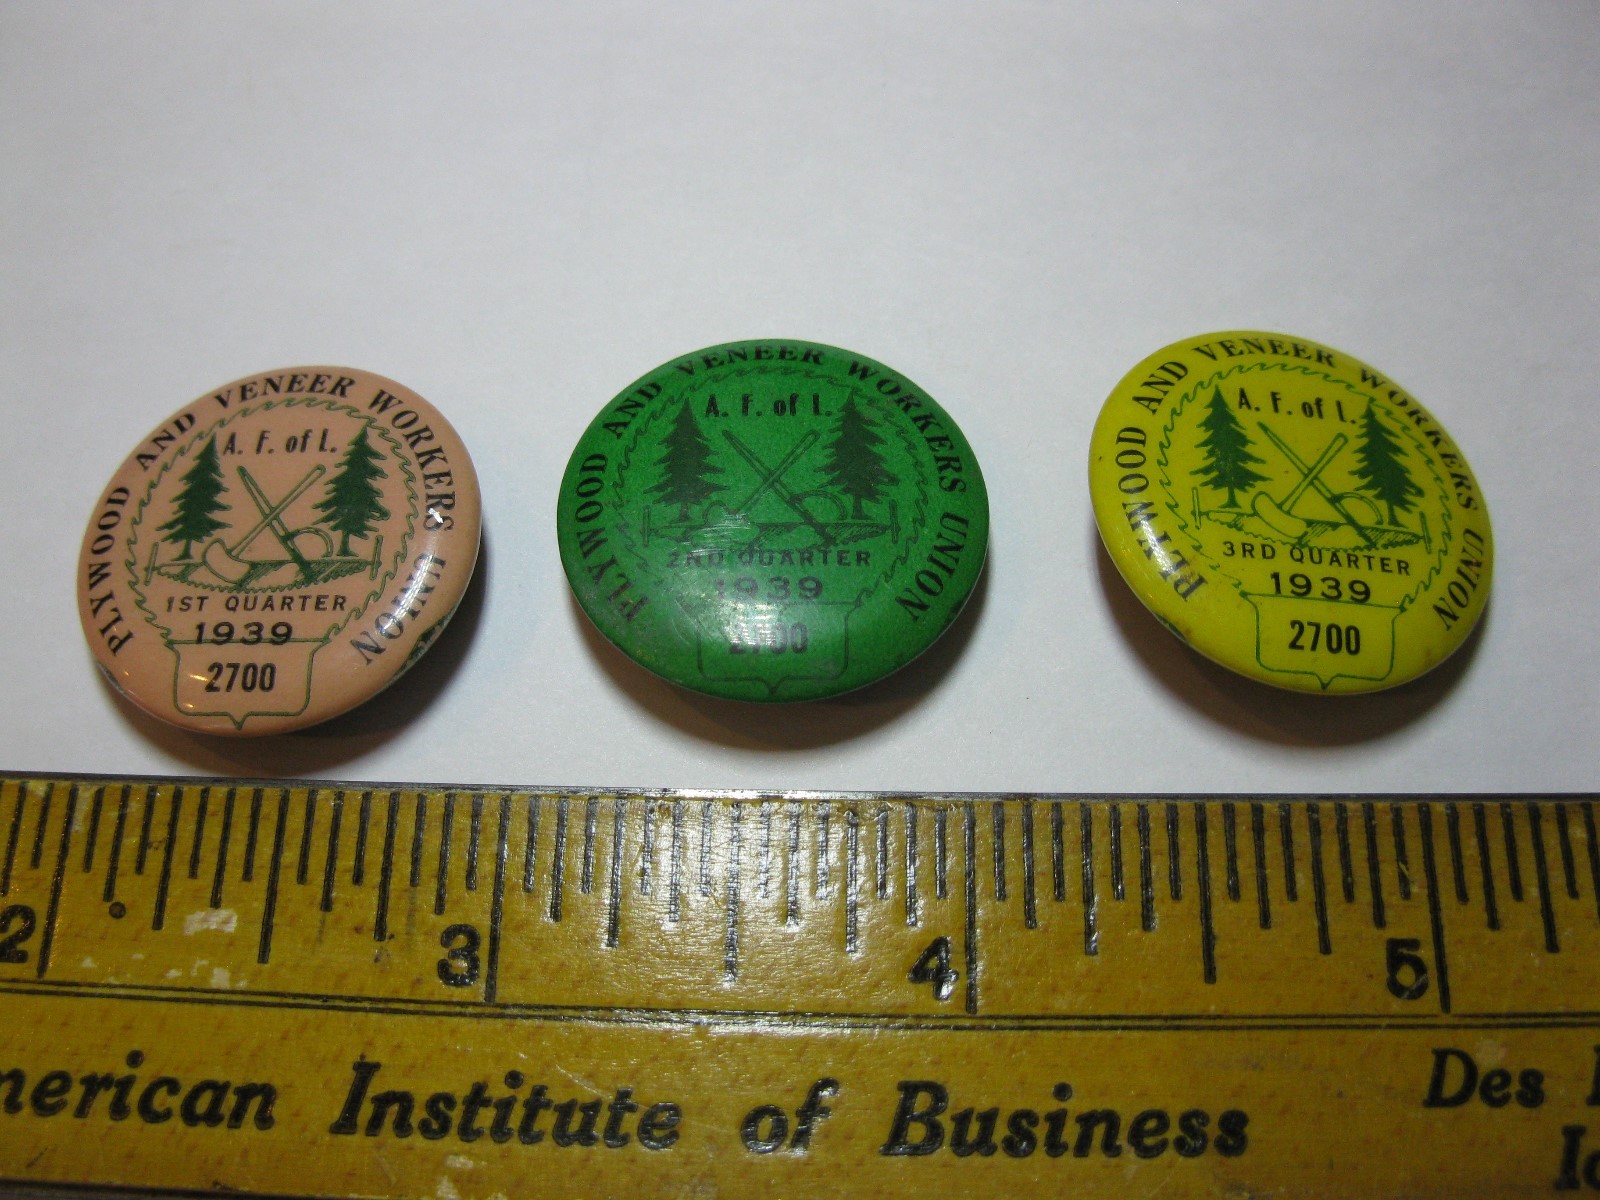 PLYWOOD AND VENEER WORKERS UNION
A. F. of L.
1ST QUARTER
1939
2700
PLYWOOD AND VENEER WORKERS UNION
A. F. of L.
2ND QUARTER
1939
2700
PLYWOOD AND VENEER WORKERS UNION
A. F. of L.
3RD QUARTER
1939
2700
2 3 4 5
merican Institute of Business
Des